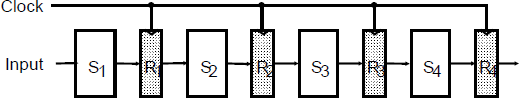 Clock
Input S1 R1 S2 R2 S3 R3 S4 R4